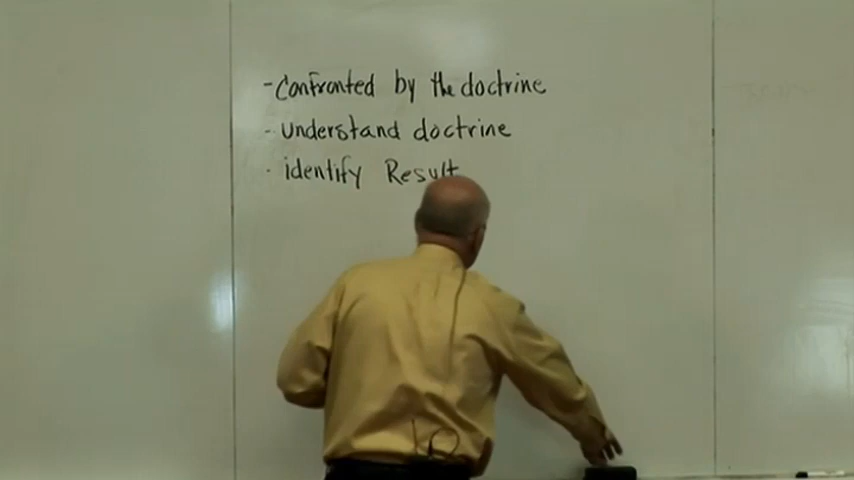 - Confronted by the doctrine
- Understand doctrine
· identify Result